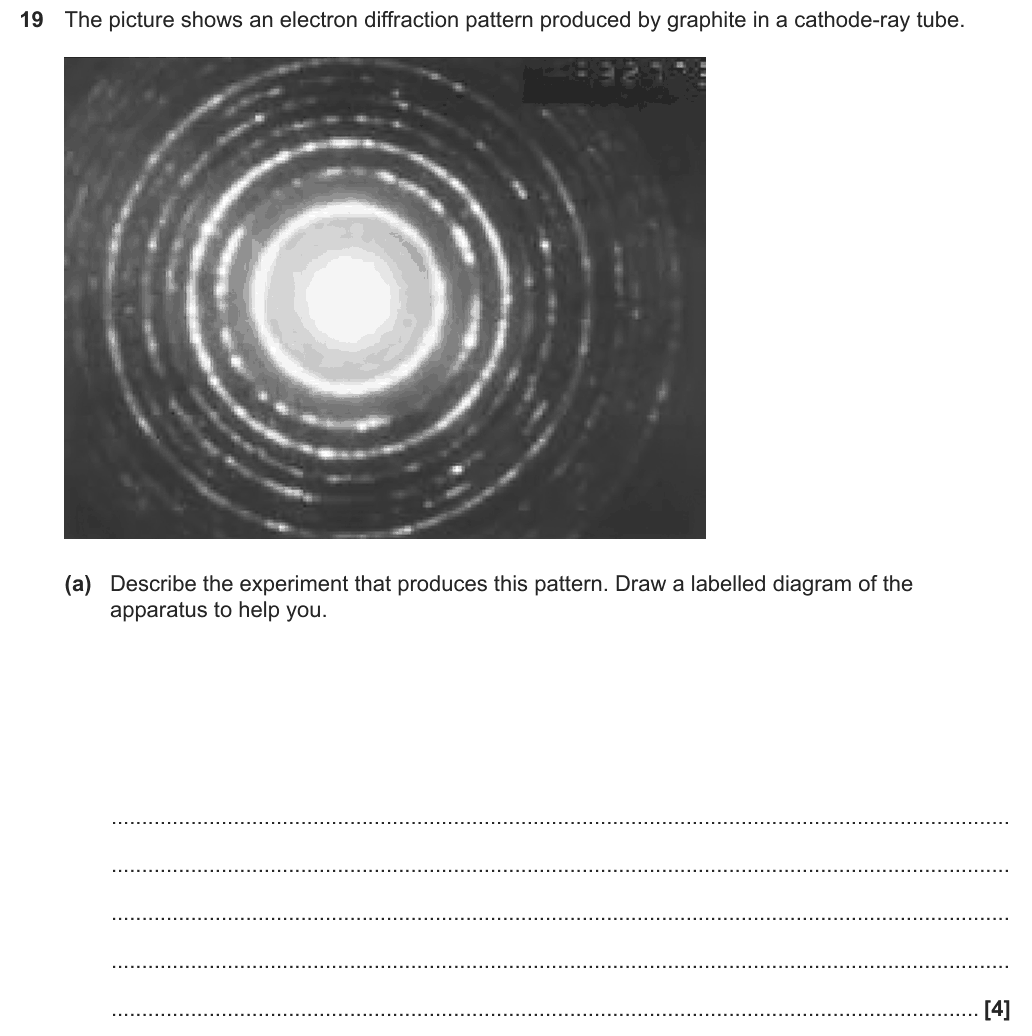 19 The picture shows an electron diffraction pattern produced by graphite in a cathode-ray tube.
(a) Describe the experiment that produces this pattern. Draw a labelled diagram of the
apparatus to help you.
................................................................................
................................................................................
................................................................................
................................................................................
................................................................................ [4]